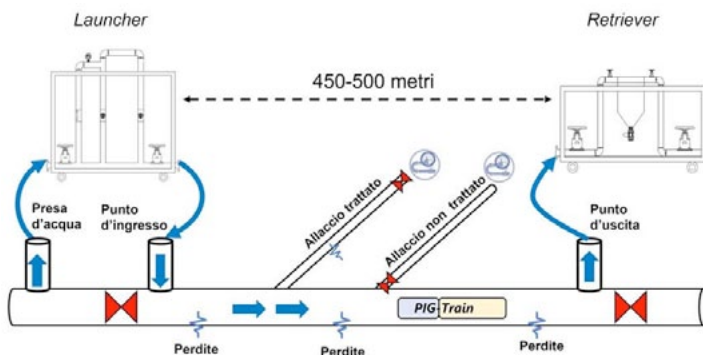 Launcher
Retriever
450-500 metri
Presa
d'acqua
Punto
d'ingresso
Allaccio trattato
Allaccio non trattato
Punto
d'uscita
PIG-Train
Perdite
Perdite
Perdite